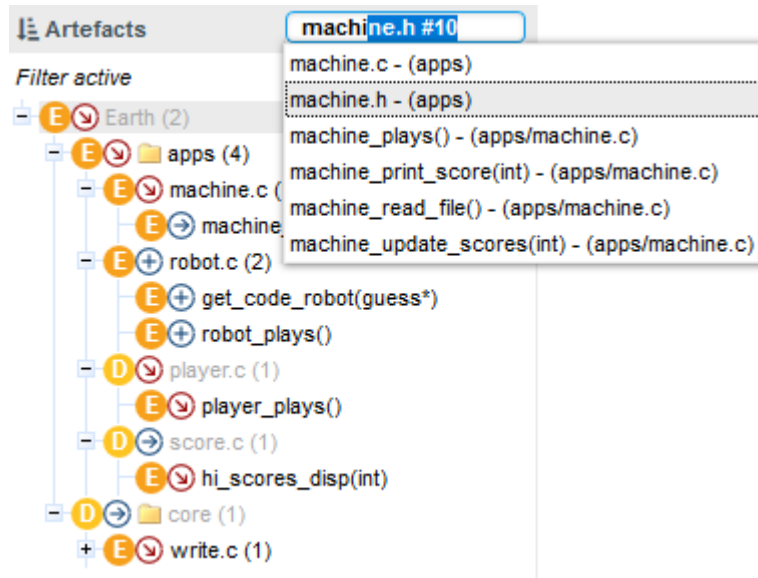 Artefacts
machine.h #10
Filter active
machine.c - (apps)
machine.h - (apps)
machine_plays() - (apps/machine.c)
machine_print_score(int) - (apps/machine.c)
machine_read_file() - (apps/machine.c)
machine_update_scores(int) - (apps/machine.c)
E Earth (2)
E apps (4)
E machine.c (
E machine_
E robot.c (2)
E get_code_robot(guess*)
E robot_plays()
D player.c (1)
E player_plays()
D score.c (1)
E hi_scores_disp(int)
D core (1)
E write.c (1)